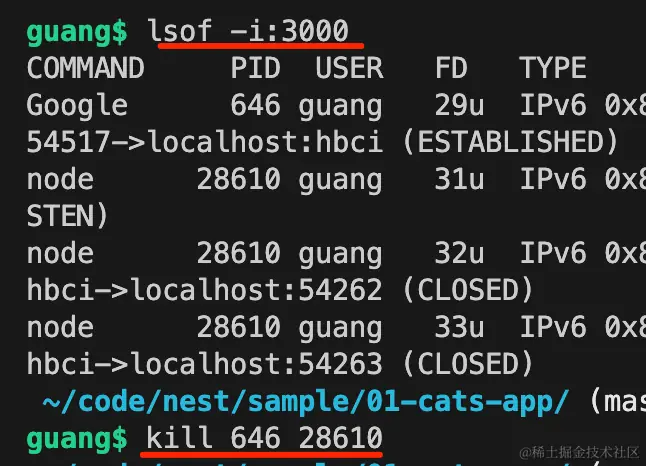 guang$ lsof -i:3000
COMMAND PID USER FD TYPE
Google 646 guang 29u IPv6 0x8
54517->localhost:hbci (ESTABLISHED)
node 28610 guang 31u IPv6 0x8
STEN)
node 28610 guang 32u IPv6 0x8
hbci->localhost:54262 (CLOSED)
node 28610 guang 33u IPv6 0x8
hbci->localhost:54263 (CLOSED)
~/code/nest/sample/01-cats-app/ (mas
guang$ kill 646 28610
@稀土掘金技术社区